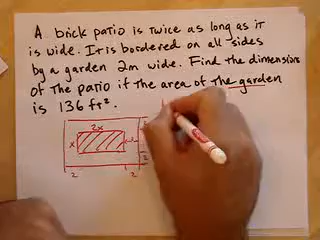 A brick patio is twice as long as it
is wide. It is bordered on all sides
by a garden 2m wide. Find the dimensions
of the patio if the area of the garden
is 136 ft².
2x
x
2
2